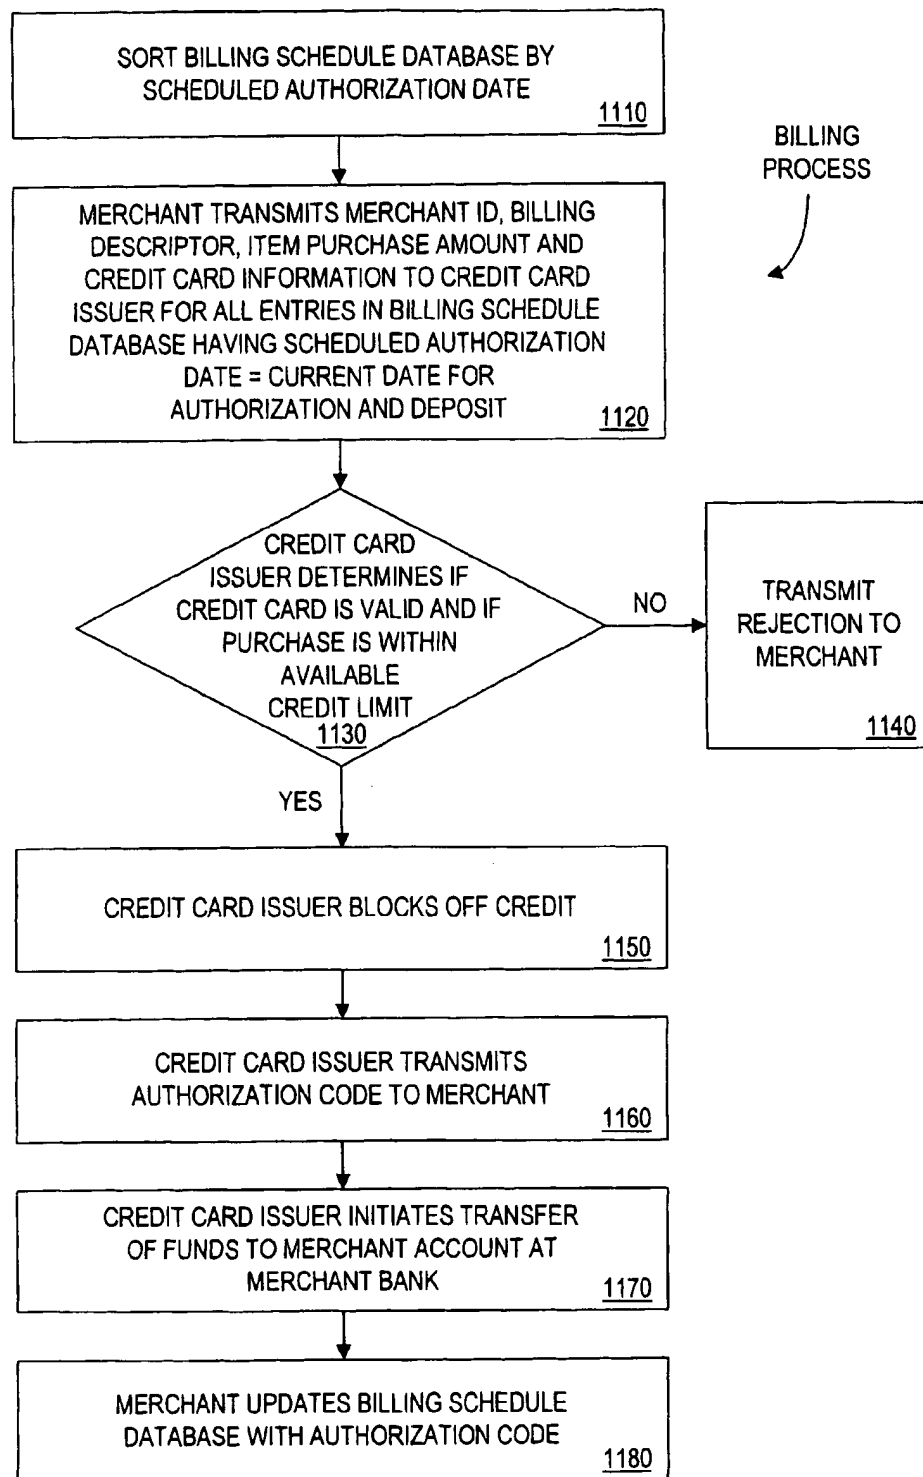 SORT BILLING SCHEDULE DATABASE BY
SCHEDULED AUTHORIZATION DATE
1110
BILLING
PROCESS
MERCHANT TRANSMITS MERCHANT ID, BILLING
DESCRIPTOR, ITEM PURCHASE AMOUNT AND
CREDIT CARD INFORMATION TO CREDIT CARD
ISSUER FOR ALL ENTRIES IN BILLING SCHEDULE
DATABASE HAVING SCHEDULED AUTHORIZATION
DATE = CURRENT DATE FOR
AUTHORIZATION AND DEPOSIT
1120
CREDIT CARD
ISSUER DETERMINES IF
CREDIT CARD IS VALID AND IF
PURCHASE IS WITHIN
AVAILABLE
CREDIT LIMIT
1130
NO
TRANSMIT
REJECTION TO
MERCHANT
1140
YES
CREDIT CARD ISSUER BLOCKS OFF CREDIT
1150
CREDIT CARD ISSUER TRANSMITS
AUTHORIZATION CODE TO MERCHANT
1160
CREDIT CARD ISSUER INITIATES TRANSFER
OF FUNDS TO MERCHANT ACCOUNT AT
MERCHANT BANK
1170
MERCHANT UPDATES BILLING SCHEDULE
DATABASE WITH AUTHORIZATION CODE
1180